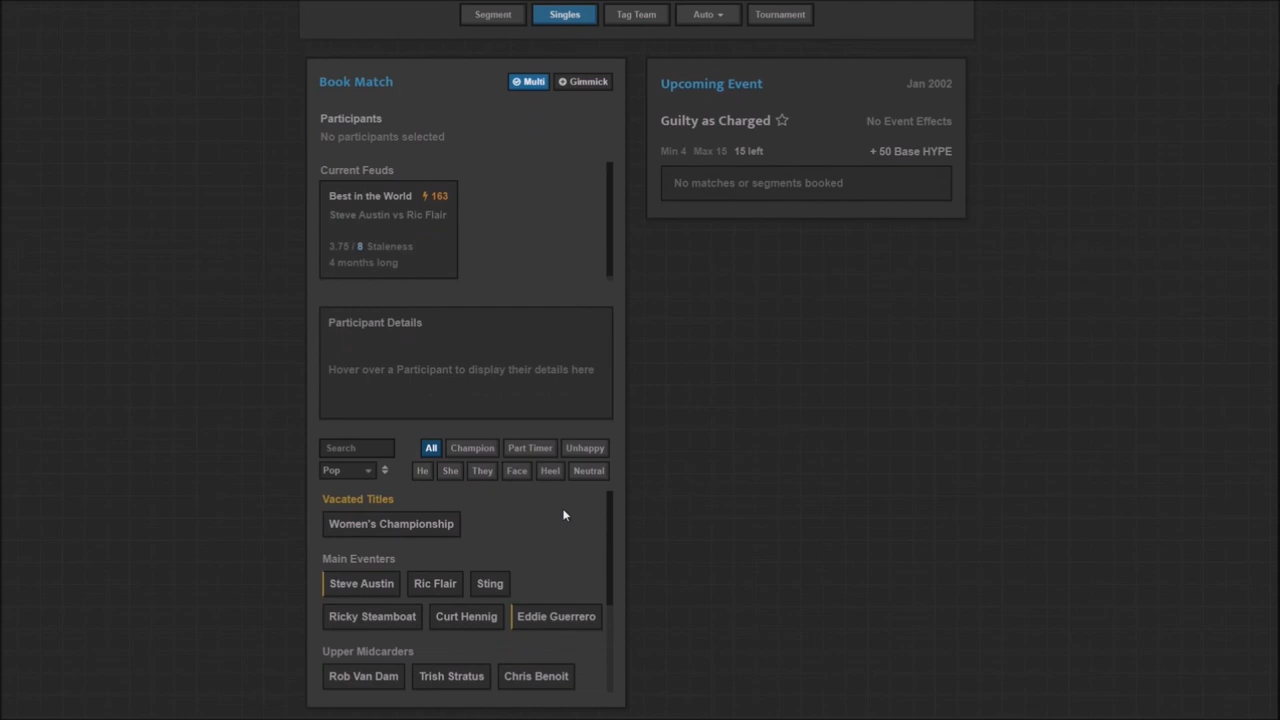 Segment Singles Tag Team Auto Tournament
Book Match Multi Gimmick
Participants
No participants selected
Current Feuds
Best in the World 163
Steve Austin vs Ric Flair
3.75 / 8 Staleness
4 months long
Participant Details
Hover over a Participant to display their details here
Search All Champion Part Timer Unhappy
Pop He She They Face Heel Neutral
Vacated Titles
Women's Championship
Main Eventers
Steve Austin Ric Flair Sting
Ricky Steamboat Curt Hennig Eddie Guerrero
Upper Midcarders
Rob Van Dam Trish Stratus Chris Benoit
Upcoming Event Jan 2002
Guilty as Charged No Event Effects
Min 4 Max 15 15 left + 50 Base HYPE
No matches or segments booked